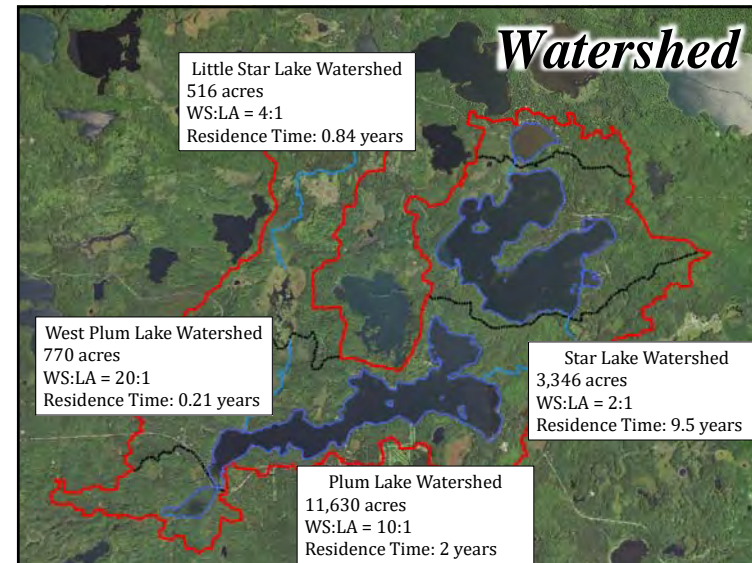 Watershed
Little Star Lake Watershed
516 acres
WS:LA = 4:1
Residence Time: 0.84 years
West Plum Lake Watershed
770 acres
WS:LA = 20:1
Residence Time: 0.21 years
Star Lake Watershed
3,346 acres
WS:LA = 2:1
Residence Time: 9.5 years
Plum Lake Watershed
11,630 acres
WS:LA = 10:1
Residence Time: 2 years